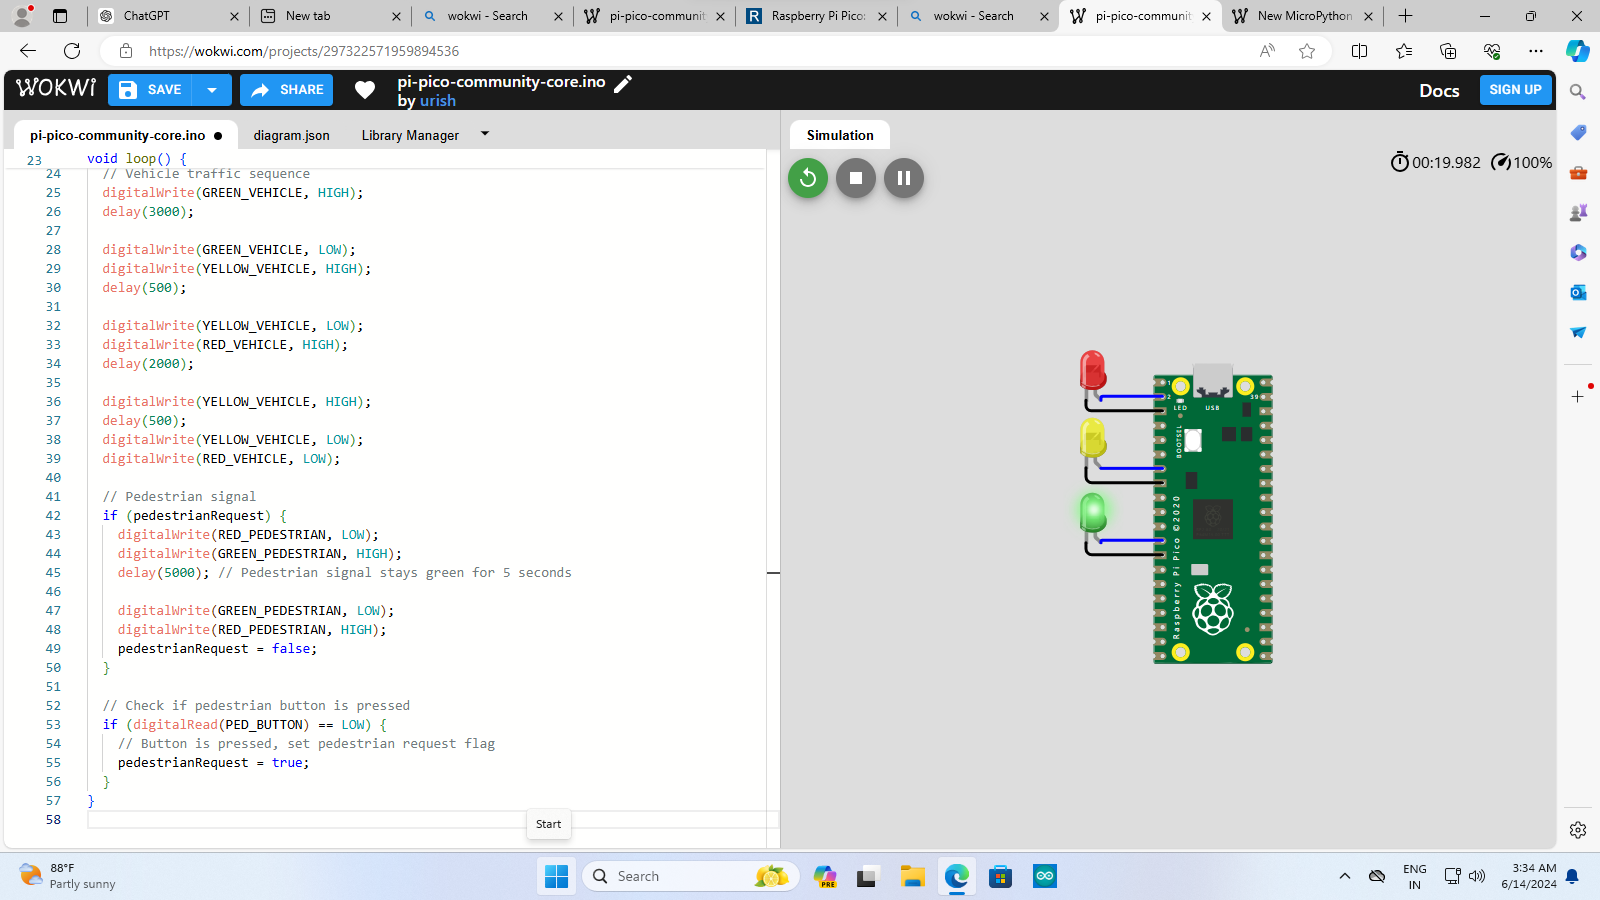 ChatGPT
New tab
wokwi - Search
pi-pico-communit
Raspberry Pi Pico:
wokwi - Search
pi-pico-communit
New MicroPython
https://wokwi.com/projects/297322571959894536
WOKWI
SAVE
SHARE
pi-pico-community-core.ino
by urish
Docs
SIGN UP
pi-pico-community-core.ino
diagram.json
Library Manager
Simulation
00:19.982
100%
23 void loop() {
24 // Vehicle traffic sequence
25 digitalWrite(GREEN_VEHICLE, HIGH);
26 delay(3000);
27
28 digitalWrite(GREEN_VEHICLE, LOW);
29 digitalWrite(YELLOW_VEHICLE, HIGH);
30 delay(500);
31
32 digitalWrite(YELLOW_VEHICLE, LOW);
33 digitalWrite(RED_VEHICLE, HIGH);
34 delay(2000);
35
36 digitalWrite(YELLOW_VEHICLE, HIGH);
37 delay(500);
38 digitalWrite(YELLOW_VEHICLE, LOW);
39 digitalWrite(RED_VEHICLE, LOW);
40
41 // Pedestrian signal
42 if (pedestrianRequest) {
43 digitalWrite(RED_PEDESTRIAN, LOW);
44 digitalWrite(GREEN_PEDESTRIAN, HIGH);
45 delay(5000); // Pedestrian signal stays green for 5 seconds
46
47 digitalWrite(GREEN_PEDESTRIAN, LOW);
48 digitalWrite(RED_PEDESTRIAN, HIGH);
49 pedestrianRequest = false;
50 }
51
52 // Check if pedestrian button is pressed
53 if (digitalRead(PED_BUTTON) == LOW) {
54 // Button is pressed, set pedestrian request flag
55 pedestrianRequest = true;
56 }
57 }
58
1
2
39
LED
USB
BOOTSEL
Raspberry Pi Pico ©2020
Start
88°F
Partly sunny
Search
PRE
ENG
IN
3:34 AM
6/14/2024